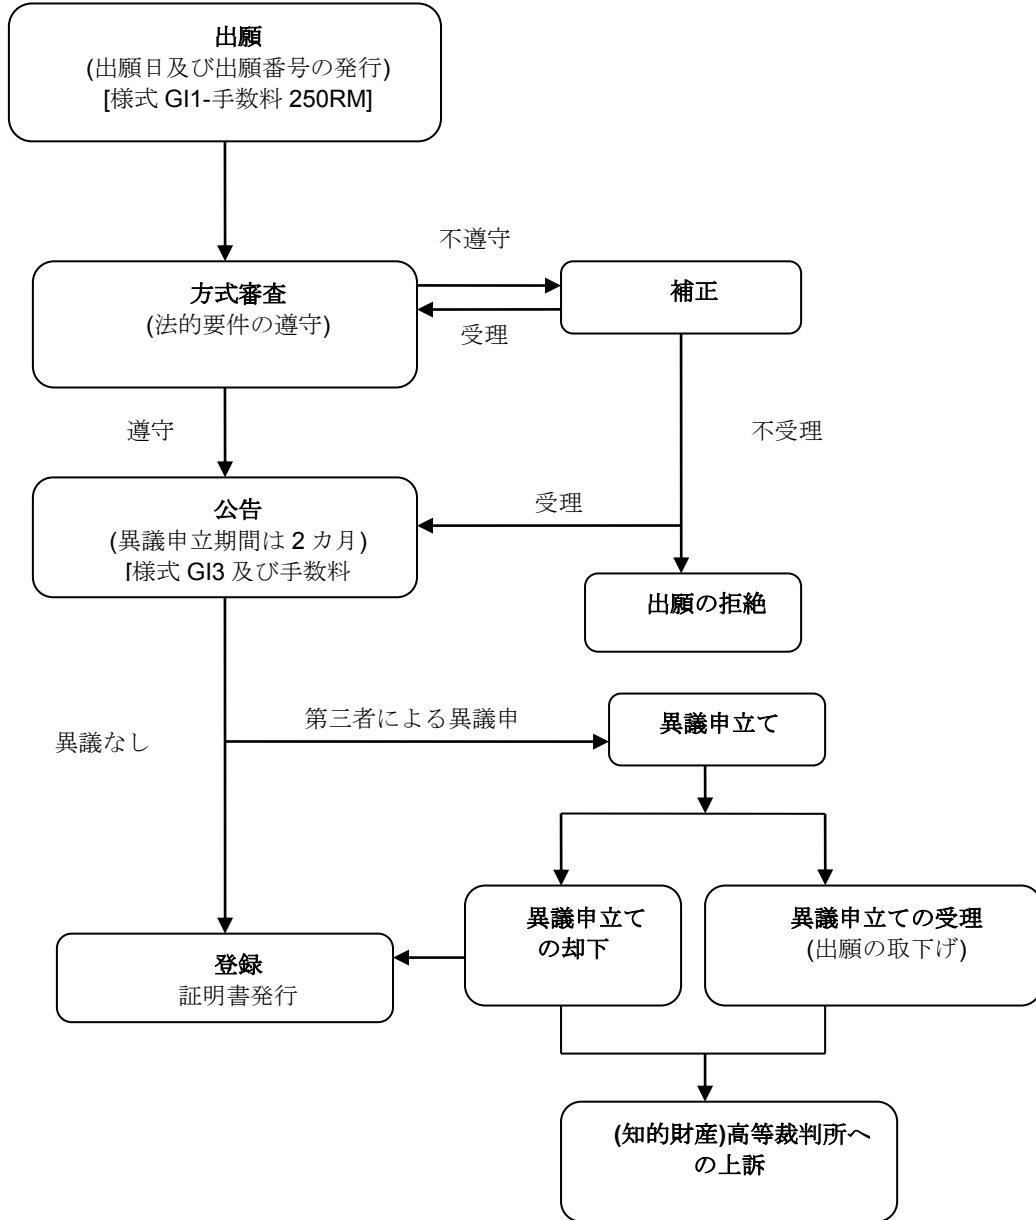 出願
(出願日及び出願番号の発行)
[様式 GI1-手数料 250RM]
不遵守
方式審査
(法的要件の遵守)
補正
受理
遵守
不受理
公告
(異議申立期間は 2 カ月)
[様式 GI3 及び手数料
受理
出願の拒絶
第三者による異議申
異議申立て
異議なし
異議申立て
の却下
異議申立ての受理
(出願の取下げ)
登録
証明書発行
(知的財産)高等裁判所へ
の上訴